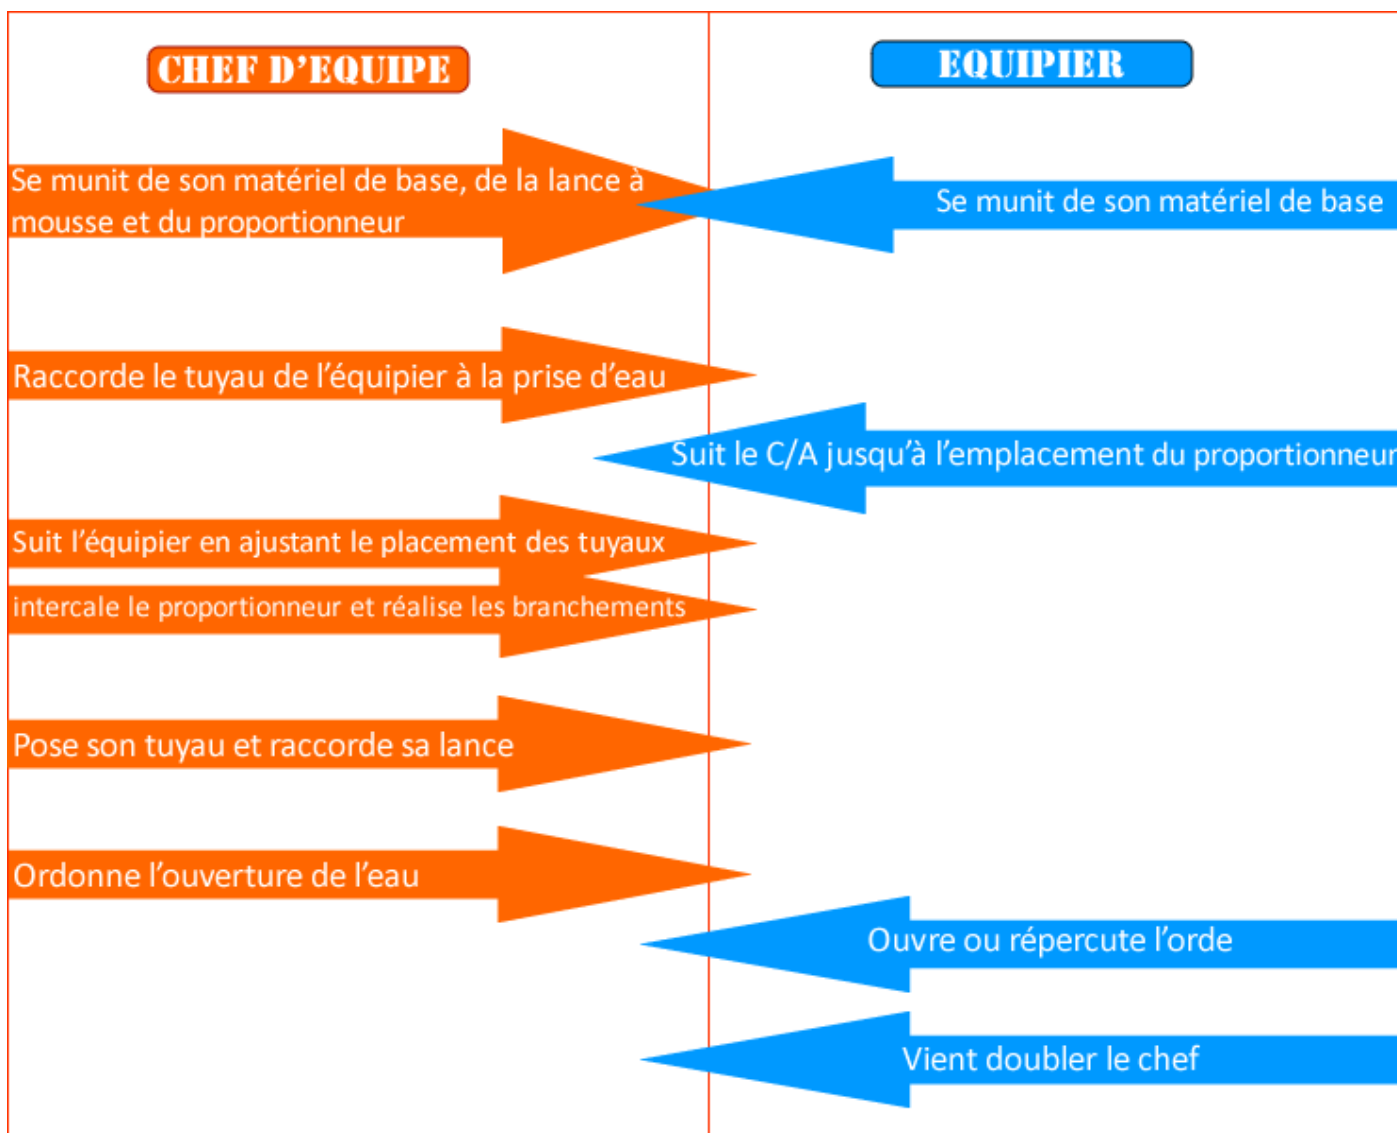 CHEF D'EQUIPE
EQUIPIER
Se munit de son matériel de base, de la lance à
mousse et du proportionneur
Se munit de son matériel de base
Raccorde le tuyau de l'équipier à la prise d'eau
Suit le C/A jusqu'à l'emplacement du proportionneur
Suit l'équipier en ajustant le placement des tuyaux
intercale le proportionneur et réalise les branchements
Pose son tuyau et raccorde sa lance
Ordonne l'ouverture de l'eau
Ouvre ou répercute l'orde
Vient doubler le chef